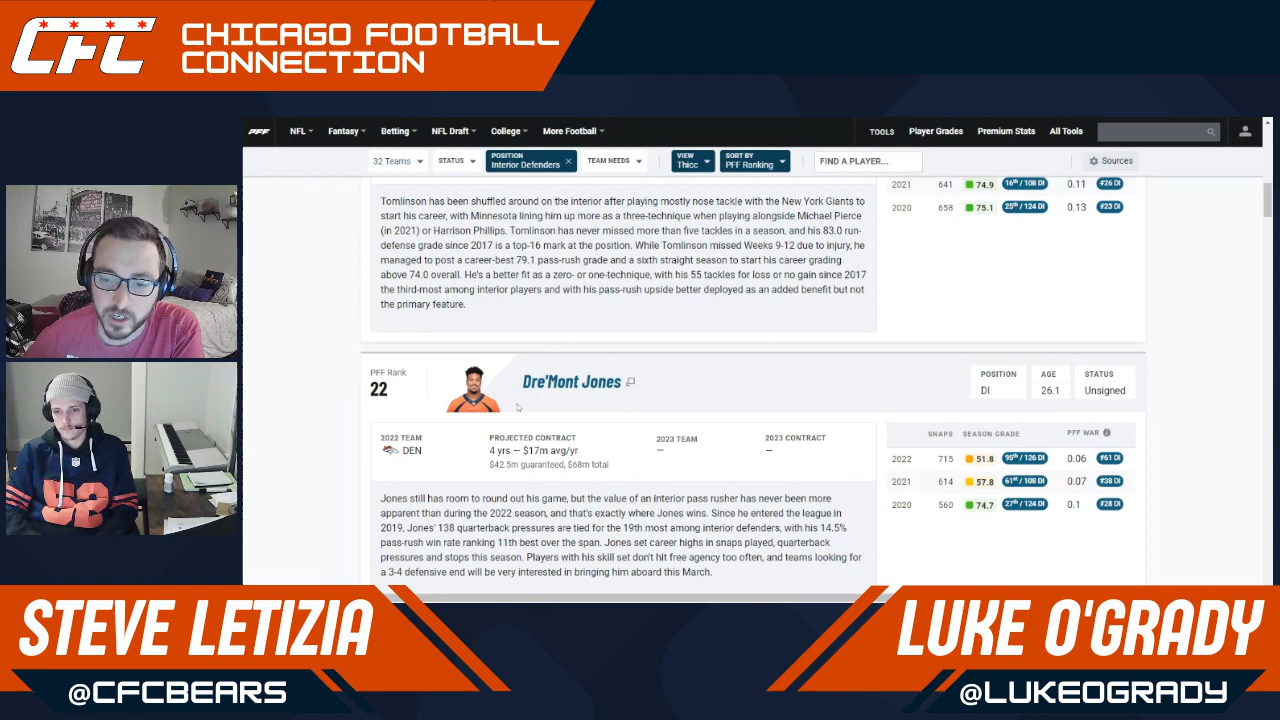 CFC
CHICAGO FOOTBALL
CONNECTION
PFF NFL Fantasy Betting NFL Draft College More Football TOOLS Player Grades Premium Stats All Tools
32 Teams STATUS POSITION Interior Defenders × TEAM NEEDS VIEW Thicc SORT BY PFF Ranking FIND A PLAYER... Sources
2021 641 74.9 16th / 108 DI 0.11 #26 DI
2020 658 75.1 25th / 124 DI 0.13 #23 DI
Tomlinson has been shuffled around on the interior after playing mostly nose tackle with the New York Giants to
start his career, with Minnesota lining him up more as a three-technique when playing alongside Michael Pierce
(in 2021) or Harrison Phillips. Tomlinson has never missed more than five tackles in a season, and his 83.0 run-
defense grade since 2017 is a top-16 mark at the position. While Tomlinson missed Weeks 9-12 due to injury, he
managed to post a career-best 79.1 pass-rush grade and a sixth straight season to start his career grading
above 74.0 overall. He's a better fit as a zero- or one-technique, with his 55 tackles for loss or no gain since 2017
the third-most among interior players and with his pass-rush upside better deployed as an added benefit but not
the primary feature.
PFF Rank
22
Dre'Mont Jones
POSITION AGE STATUS
DI 26.1 Unsigned
2022 TEAM PROJECTED CONTRACT 2023 TEAM 2023 CONTRACT
DEN 4 yrs — $17m avg/yr — —
$42.5m guaranteed, $68m total
SNAPS SEASON GRADE PFF WAR
2022 715 51.8 95th / 126 DI 0.06 #61 DI
2021 614 57.8 61st / 108 DI 0.07 #38 DI
2020 560 74.7 27th / 124 DI 0.1 #28 DI
Jones still has room to round out his game, but the value of an interior pass rusher has never been more
apparent than during the 2022 season, and that's exactly where Jones wins. Since he entered the league in
2019, Jones' 138 quarterback pressures are tied for the 19th most among interior defenders, with his 14.5%
pass-rush win rate ranking 11th best over the span. Jones set career highs in snaps played, quarterback
pressures and stops this season. Players with his skill set don't hit free agency too often, and teams looking for
a 3-4 defensive end will be very interested in bringing him aboard this March.
STEVE LETIZIA
@CFCBEARS
LUKE O'GRADY
@LUKEOGRADY